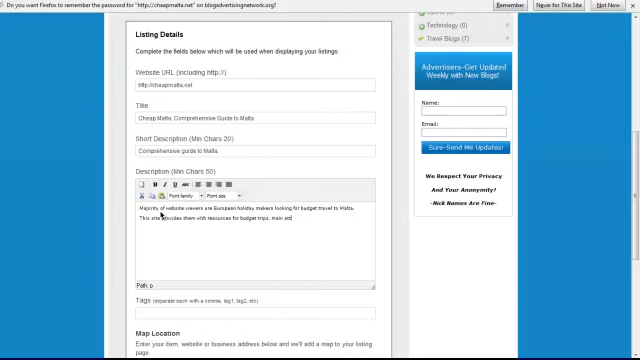 Do you want Firefox to remember the password for "http://cheapmalta.net" on blogadvertisingnetwork.org?
Remember
Never for This Site
Not Now
Listing Details
Complete the fields below which will be used when displaying your listings.
Website URL (including http://)
http://cheapmalta.net
Title
Cheap Malta: Comprehensive Guide to Malta
Short Description (Min Chars 20)
Comprehensive guide to Malta.
Description (Min Chars 50)
B I U ABC
Font family
Font size
Majority of website viewers are European holiday makers looking for budget travel to Malta.
This site provides them with resources for budget trips, main att
Path: p
Tags (separate each with a comma, tag1, tag2, etc)
Map Location
Enter your item, website or business address below and we'll add a map to your listing
page.
Technology (6)
Travel Blogs (7)
Advertisers-Get Updated
Weekly with New Blogs!
Name:
Email:
Sure-Send Me Updates!
We Respect Your Privacy
And Your Anonymity!
-Nick Names Are Fine-